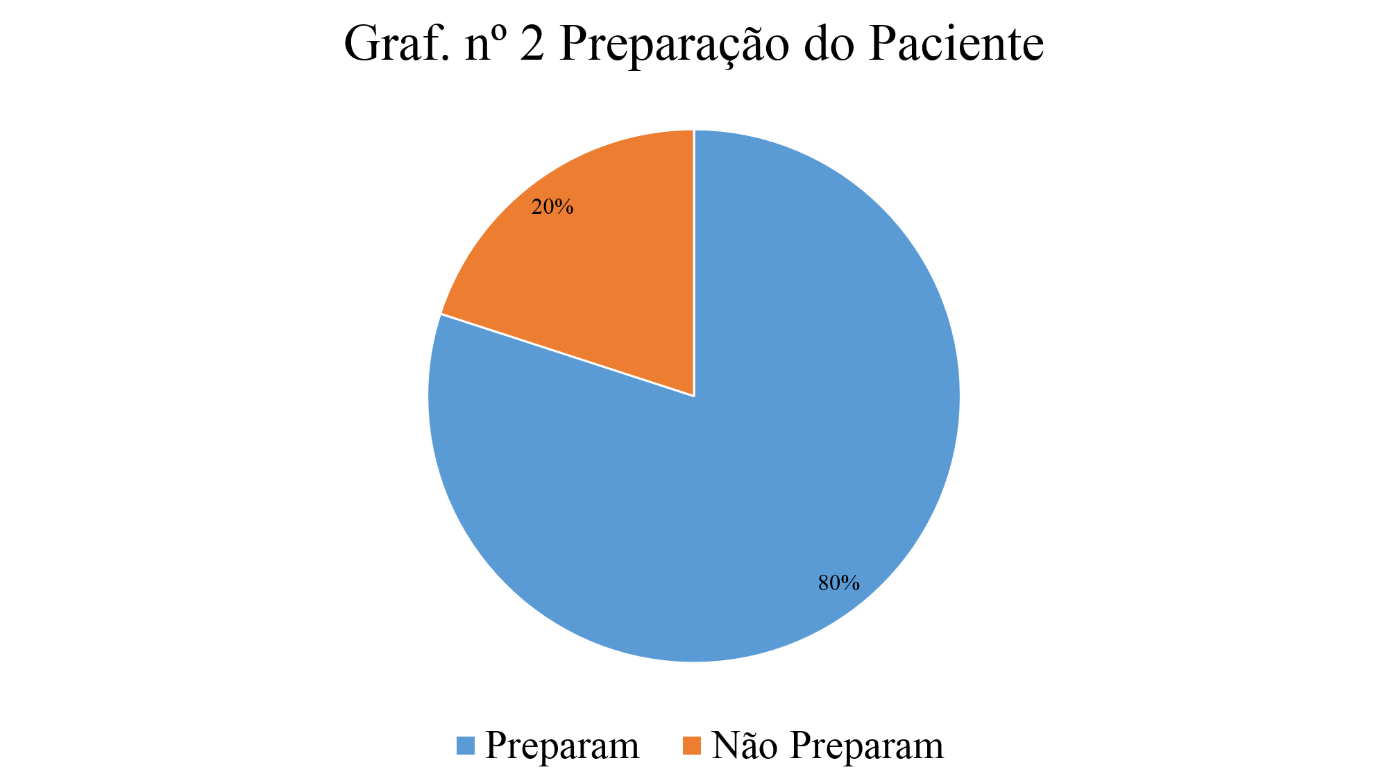 Graf. nº 2 Preparação do Paciente
20%
80%
Preparam Não Preparam